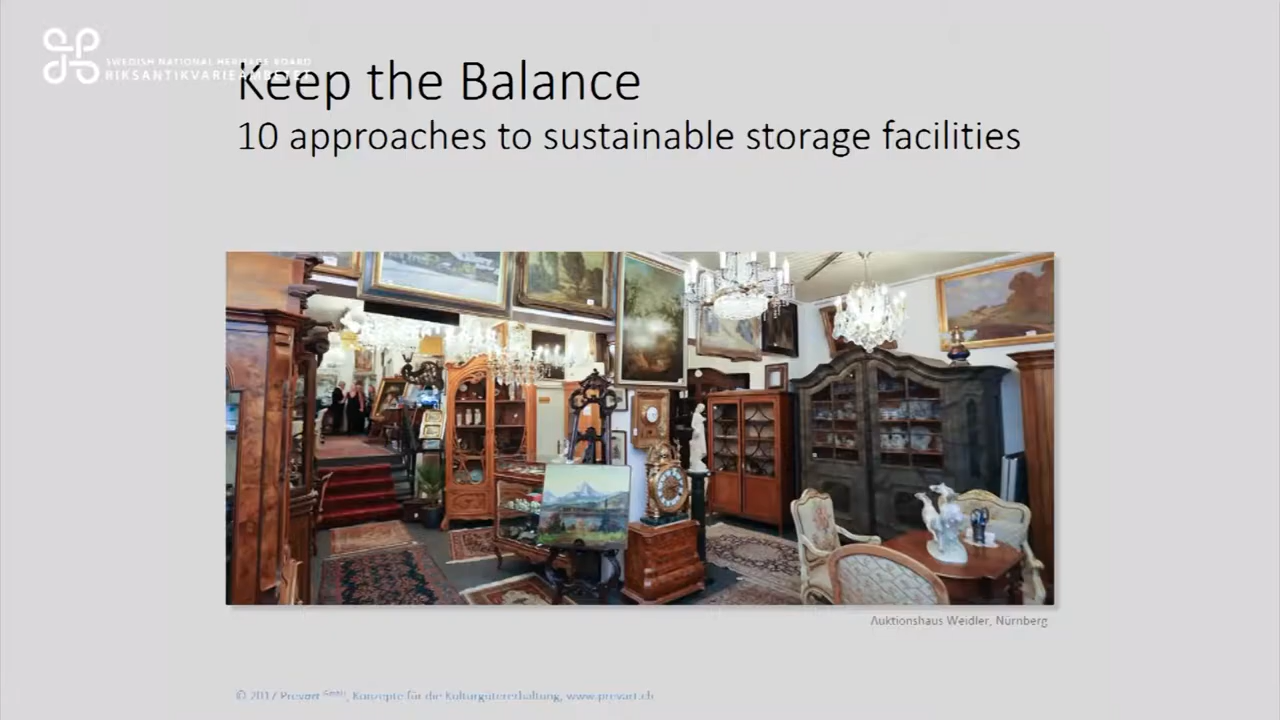 SWEDISH NATIONAL HERITAGE BOARD
RIKSANTIKVARIEÄMBETET
Keep the Balance
10 approaches to sustainable storage facilities
Auktionshaus Weidler, Nürnberg
© 2017 Prevart GmbH, Konzepte für die Kulturgütererhaltung, www.prevart.ch